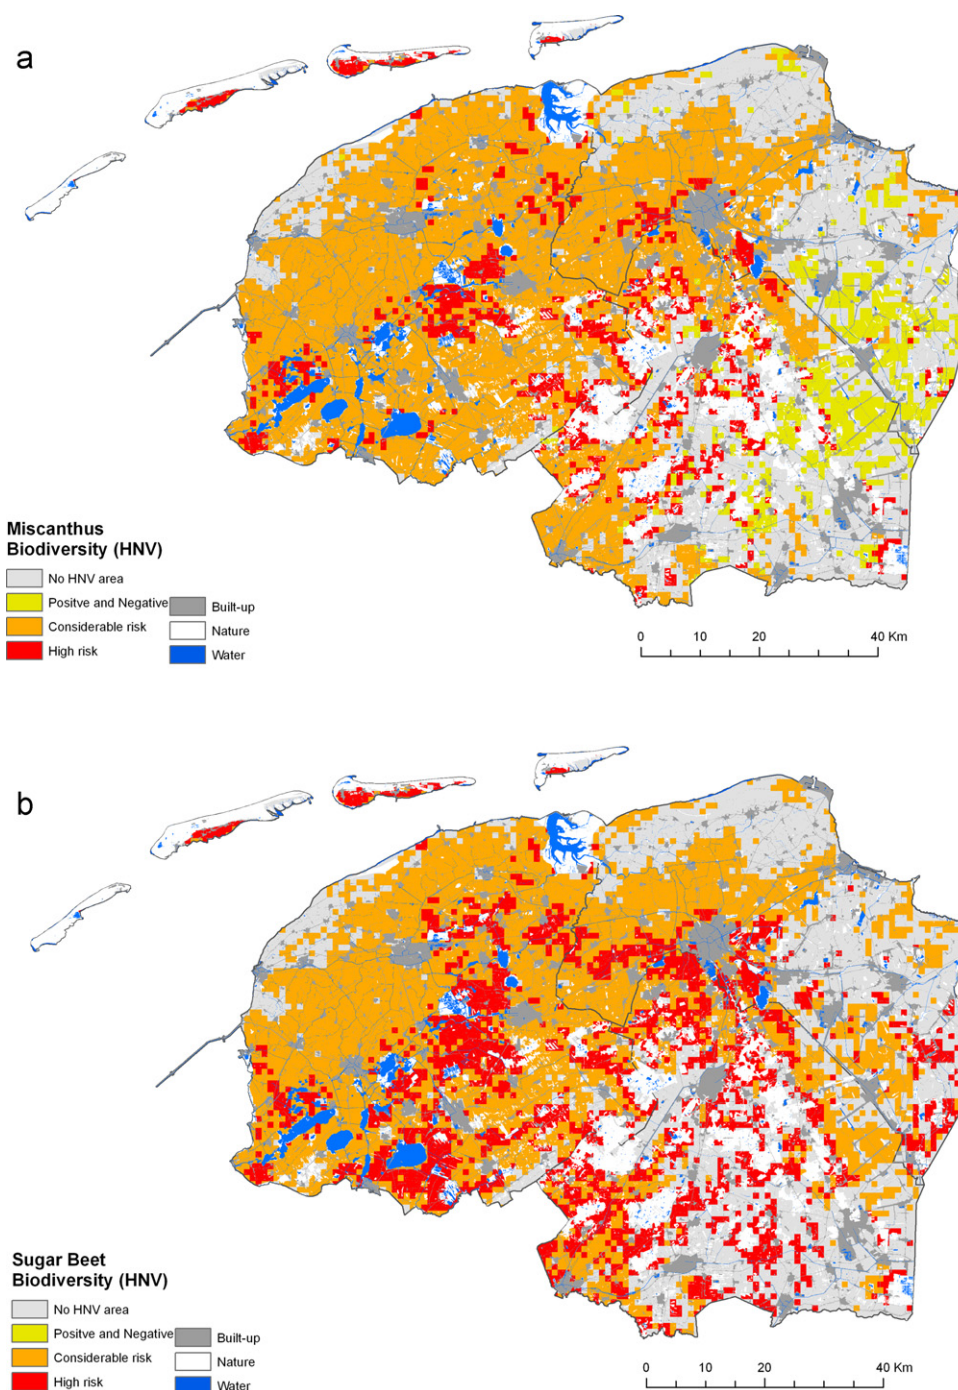 a
Miscanthus
Biodiversity (HNV)
No HNV area
Positve and Negative
Considerable risk
High risk
Built-up
Nature
Water
0 10 20 40 Km
b
Sugar Beet
Biodiversity (HNV)
No HNV area
Positve and Negative
Considerable risk
High risk
Built-up
Nature
Water
0 10 20 40 Km